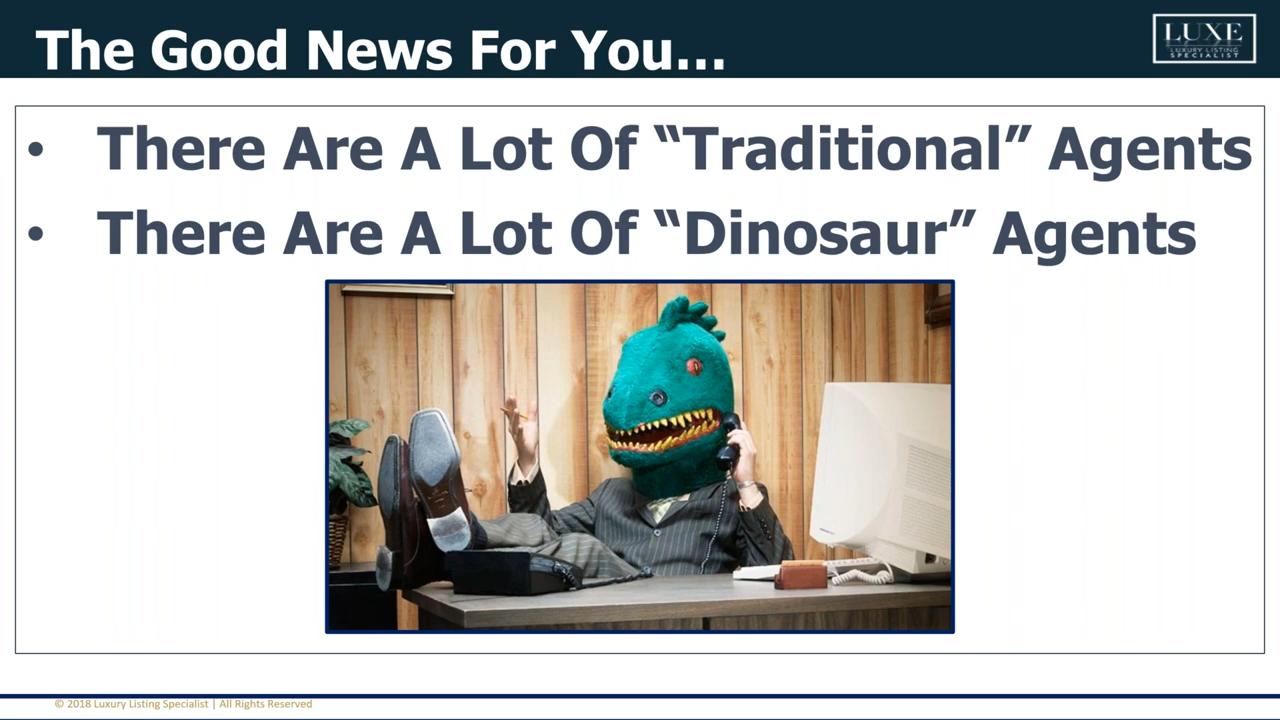 The Good News For You...
LUXE
LUXURY LISTING
SPECIALIST
• There Are A Lot Of “Traditional” Agents
• There Are A Lot Of “Dinosaur” Agents
© 2018 Luxury Listing Specialist | All Rights Reserved